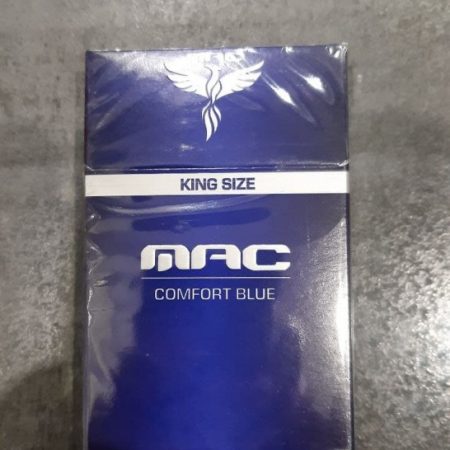 KING SIZE
MAC
COMFORT BLUE